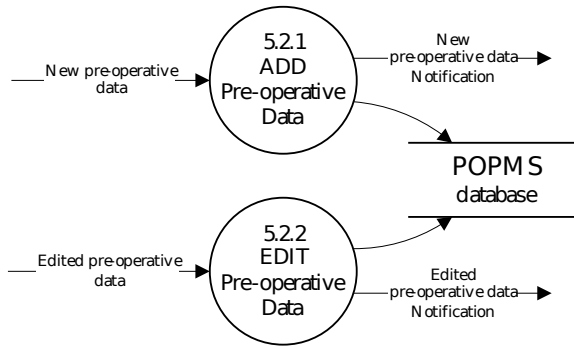 New pre-operative
data
5.2.1
ADD
Pre-operative
Data
New
pre-operative data
Notification
POPMS
database
Edited pre-operative
data
5.2.2
EDIT
Pre-operative
Data
Edited
pre-operative data
Notification